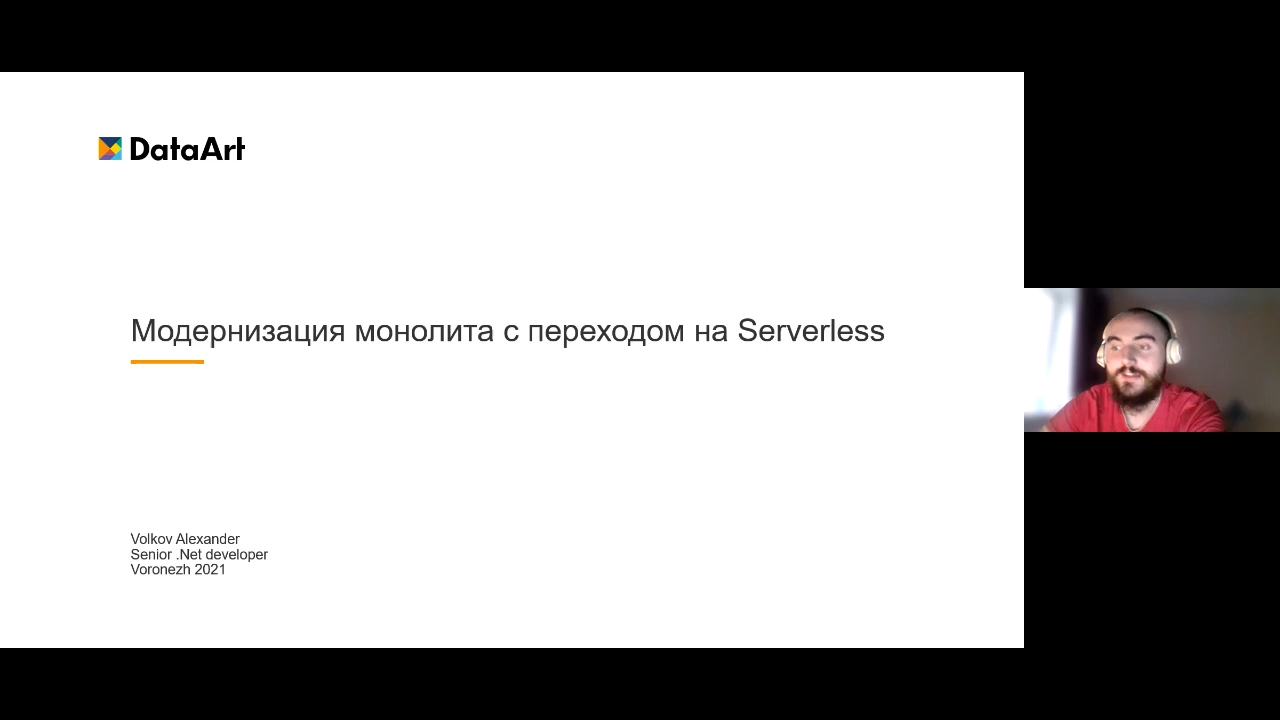 DataArt
Модернизация монолита с переходом на Serverless
Volkov Alexander
Senior .Net developer
Voronezh 2021